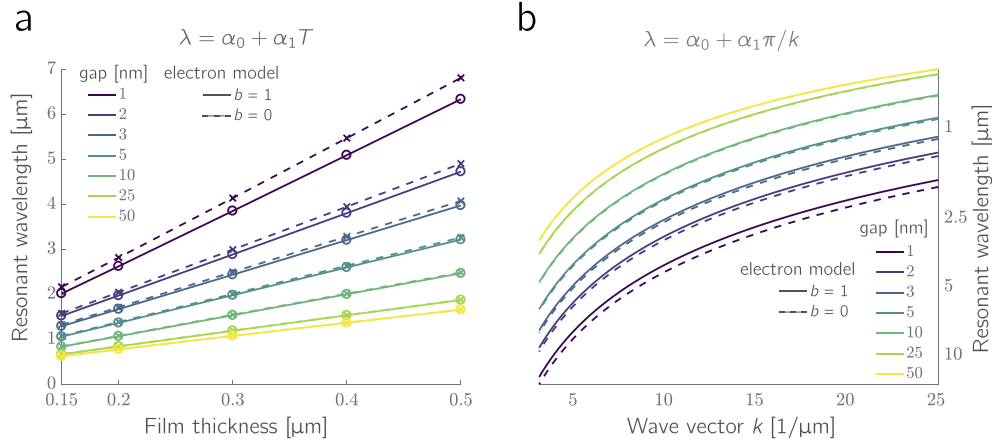 a
λ = α₀ + α₁T
Resonant wavelength [μm]
7
6
5
4
3
2
1
0
gap [nm]
1
2
3
5
10
25
50
electron model
b = 1
b = 0
0.15
0.2
0.3
0.4
0.5
Film thickness [μm]
b
λ = α₀ + α₁π/k
1
2.5
5
10
Resonant wavelength [μm]
gap [nm]
1
2
3
5
10
25
50
electron model
b = 1
b = 0
5
10
15
20
25
Wave vector k [1/μm]